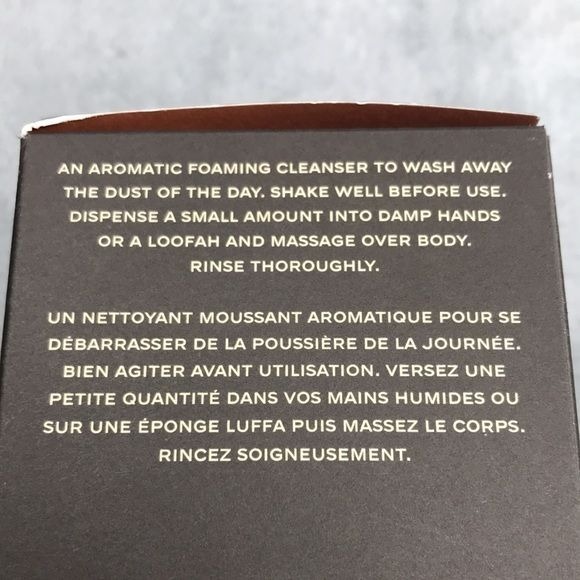 AN AROMATIC FOAMING CLEANSER TO WASH AWAY
THE DUST OF THE DAY. SHAKE WELL BEFORE USE.
DISPENSE A SMALL AMOUNT INTO DAMP HANDS
OR A LOOFAH AND MASSAGE OVER BODY.
RINSE THOROUGHLY.
UN NETTOYANT MOUSSANT AROMATIQUE POUR SE
DÉBARRASSER DE LA POUSSIÈRE DE LA JOURNÉE.
BIEN AGITER AVANT UTILISATION. VERSEZ UNE
PETITE QUANTITÉ DANS VOS MAINS HUMIDES OU
SUR UNE ÉPONGE LUFFA PUIS MASSEZ LE CORPS.
RINCEZ SOIGNEUSEMENT.